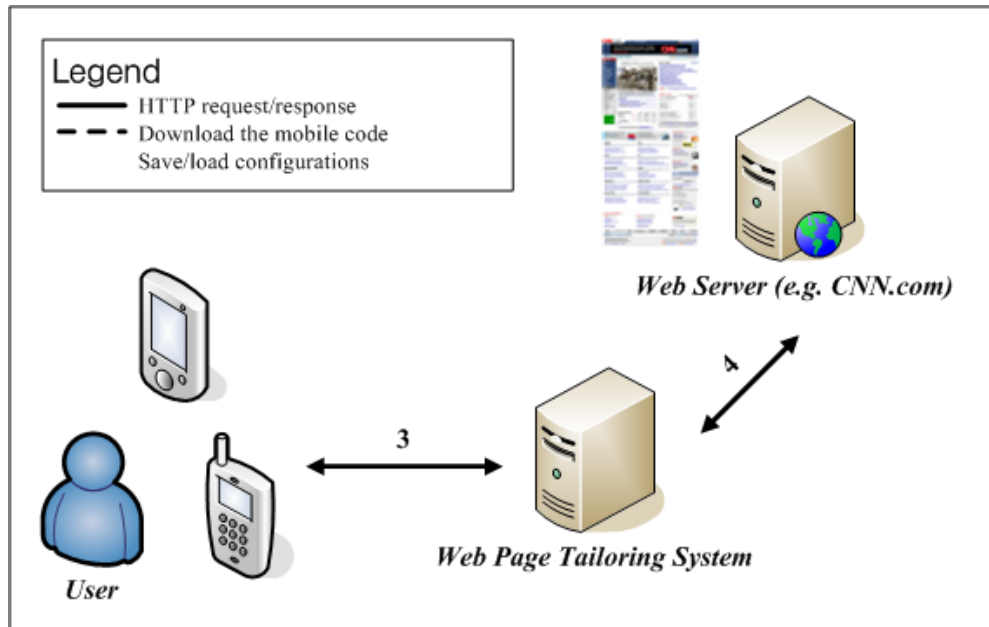 Legend
HTTP request/response
Download the mobile code
Save/load configurations
Web Server (e.g. CNN.com)
4
3
Web Page Tailoring System
User